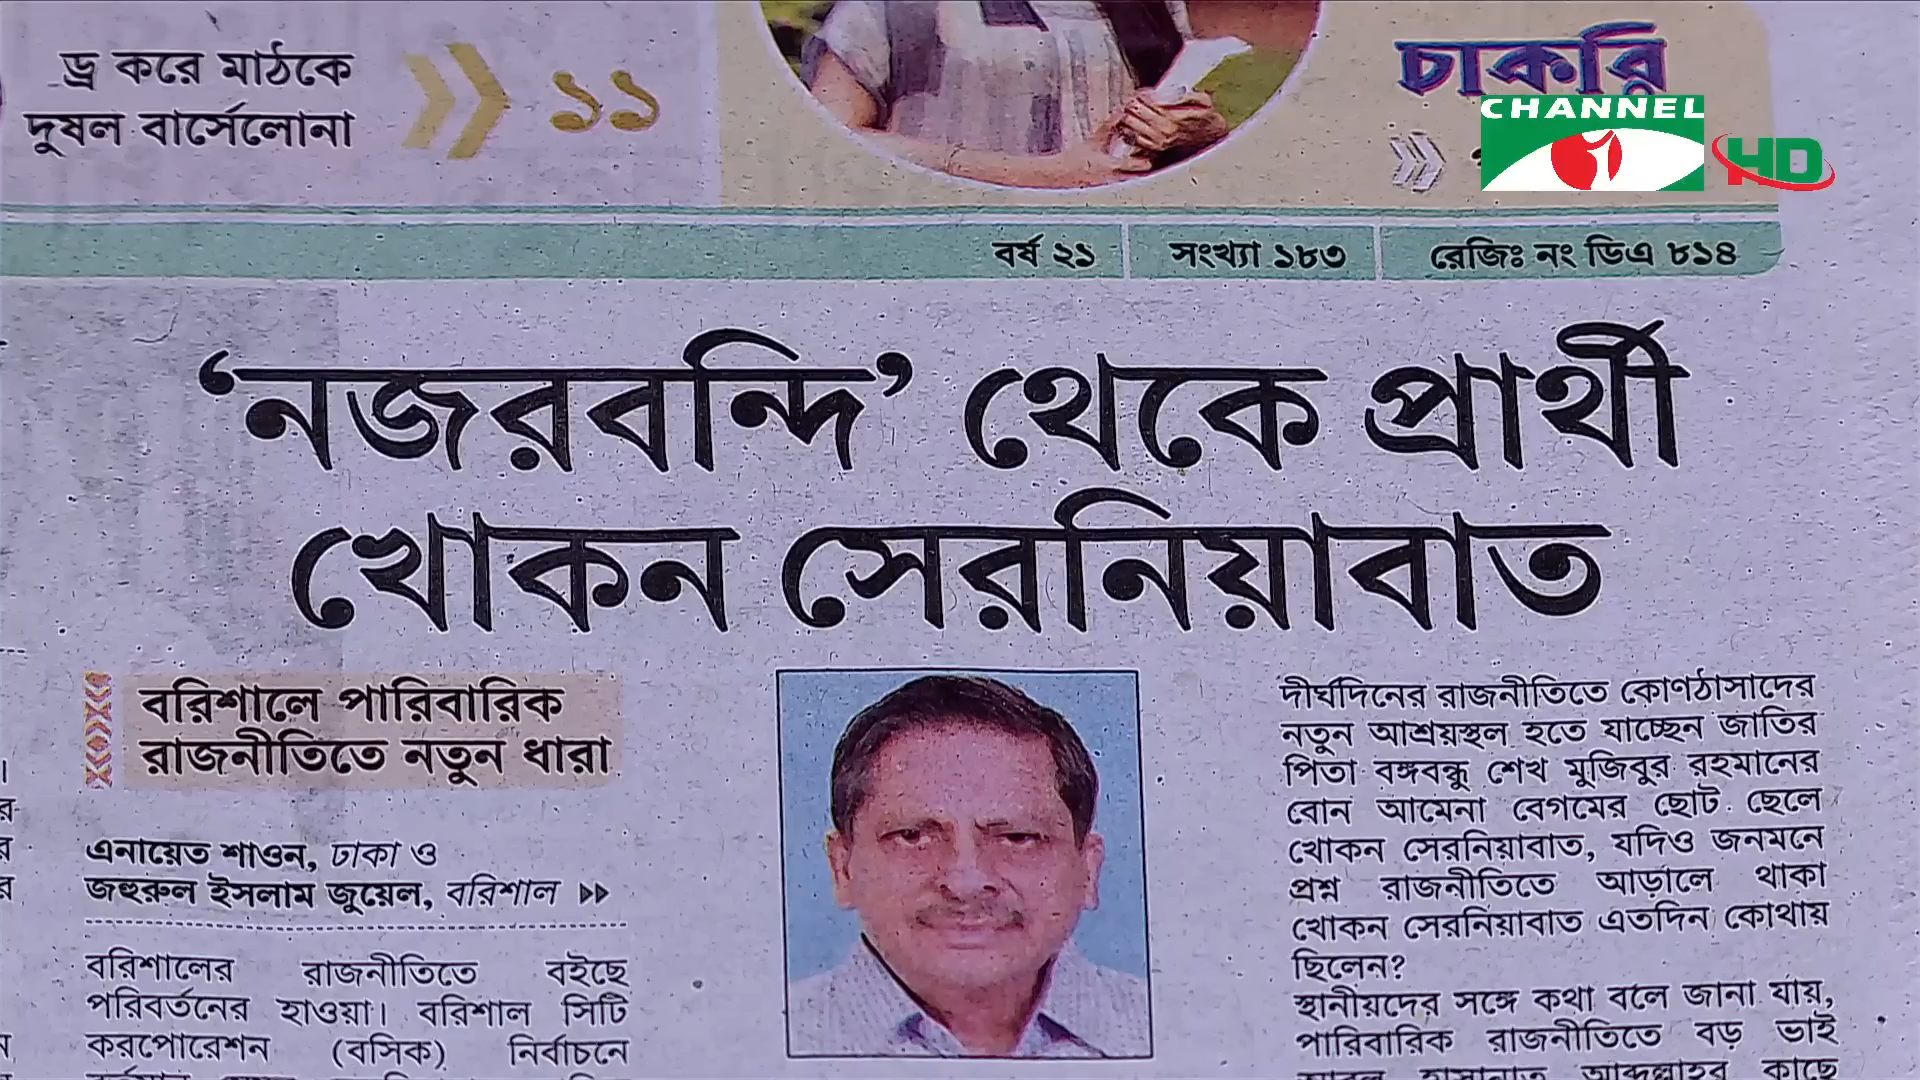 ড্র করে মাঠকে
দুষল বার্সেলোনা
১১
চাকরি
CHANNEL
HD
বর্ষ ২১
সংখ্যা ১৮৩
রেজিঃ নং ডিএ ৮১৪
‘নজরবন্দি’ থেকে প্রার্থী
খোকন সেরনিয়াবাত
বরিশালে পারিবারিক
রাজনীতিতে নতুন ধারা
এনায়েত শাওন, ঢাকা ও
জহুরুল ইসলাম জুয়েল, বরিশাল
বরিশালের রাজনীতিতে বইছে
পরিবর্তনের হাওয়া। বরিশাল সিটি
করপোরেশন (বসিক) নির্বাচনে
দীর্ঘদিনের রাজনীতিতে কোণঠাসাদের
নতুন আশ্রয়স্থল হতে যাচ্ছেন জাতির
পিতা বঙ্গবন্ধু শেখ মুজিবুর রহমানের
বোন আমেনা বেগমের ছোট ছেলে
খোকন সেরনিয়াবাত, যদিও জনমনে
প্রশ্ন রাজনীতিতে আড়ালে থাকা
খোকন সেরনিয়াবাত এতদিন কোথায়
ছিলেন?
স্থানীয়দের সঙ্গে কথা বলে জানা যায়,
পারিবারিক রাজনীতিতে বড় ভাই
আবুল হাসানাত আব্দুল্লাহর কাছে